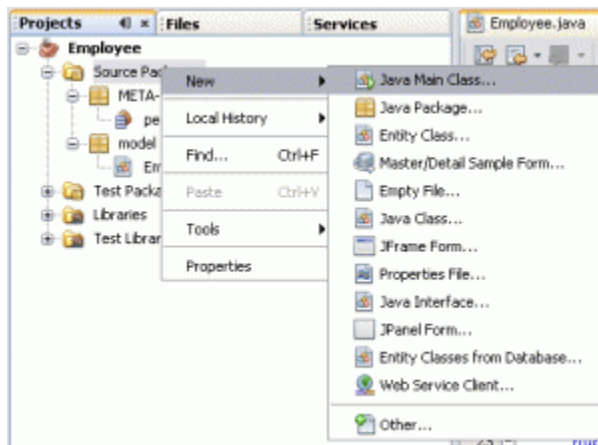 Projects
Files
Services
Employee.java
Employee
Source Pac
META-
pe
model
Em
Test Packa
Libraries
Test Librar
New
Local History
Find... Ctrl+F
Paste Ctrl+V
Tools
Properties
Java Main Class...
Java Package...
Entity Class...
Master/Detail Sample Form...
Empty File...
Java Class...
JFrame Form...
Properties File...
Java Interface...
JPanel Form...
Entity Classes from Database...
Web Service Client...
Other...